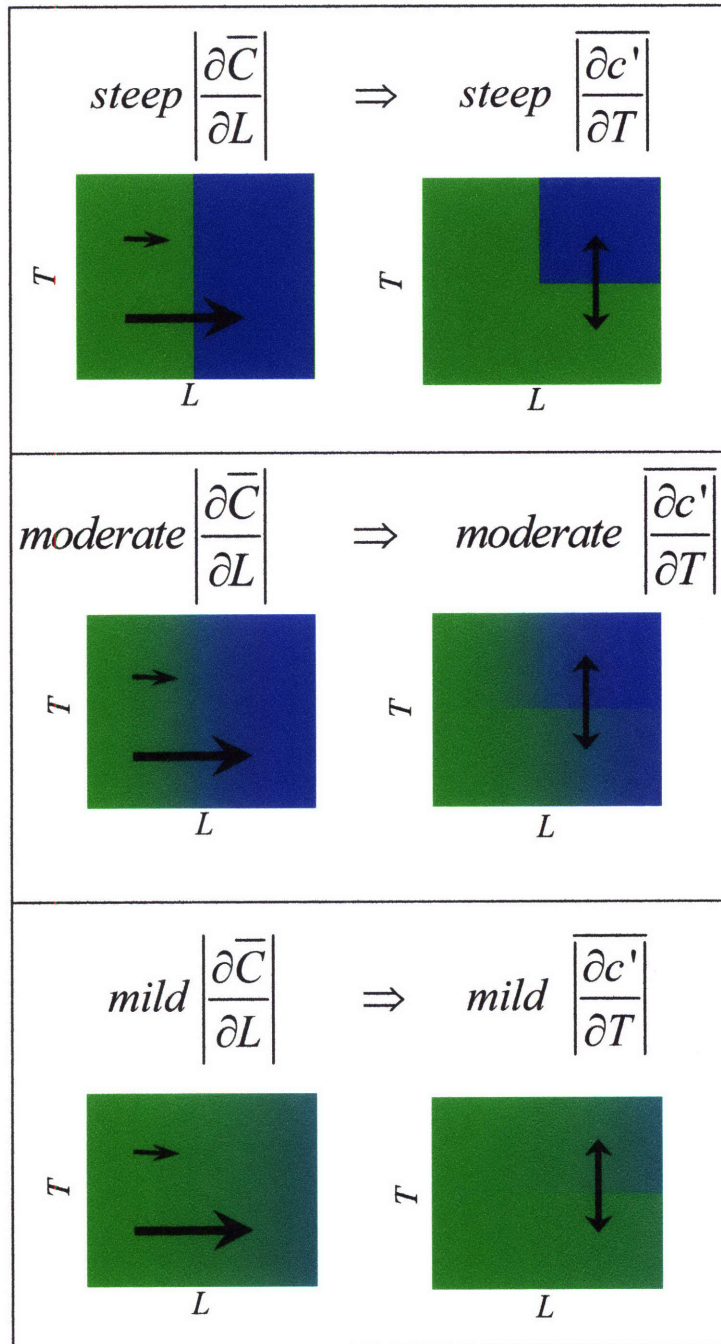 steep |∂C̅/∂L| ⇒ steep |∂c'/∂T|̅
T T
L L
moderate |∂C̅/∂L| ⇒ moderate |∂c'/∂T|̅
T T
L L
mild |∂C̅/∂L| ⇒ mild |∂c'/∂T|̅
T T
L L